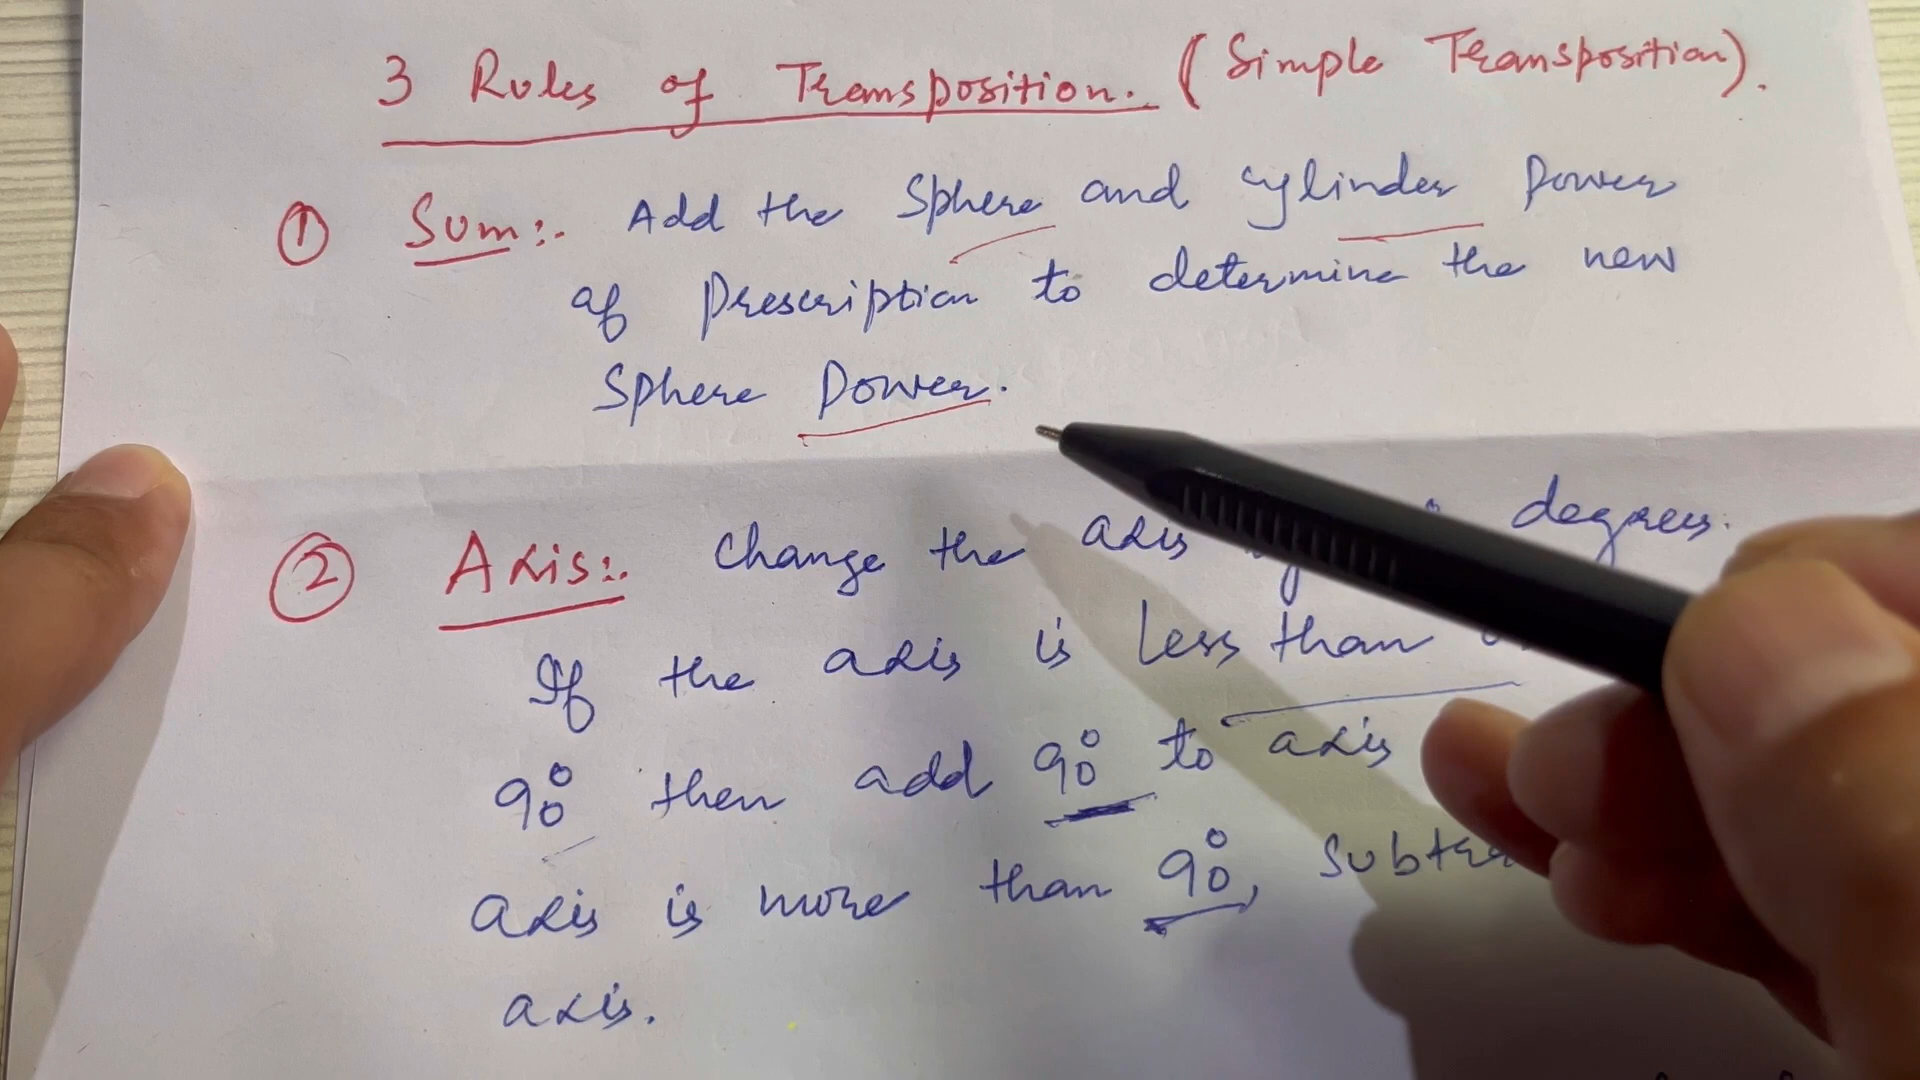 3 Rules of Transposition. (Simple Transposition).
① Sum:- Add the Sphere and cylinder Power
of Prescription to determine the new
Sphere Power.
② Axis:- Change the axis degrees.
If the axis is less than
90° then add 90° to axis
axis is more than 90°,
axis.